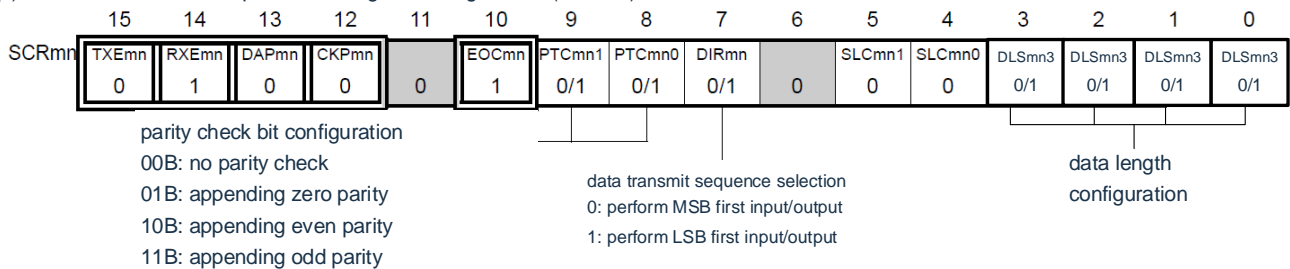 15 14 13 12 11 10 9 8 7 6 5 4 3 2 1 0
SCRmn TXEmn RXEmn DAPmn CKPmn EOCmn PTCmn1 PTCmn0 DIRmn SLCmn1 SLCmn0 DLSmn3 DLSmn3 DLSmn3 DLSmn3
0 1 0 0 0 1 0/1 0/1 0/1 0 0 0 0/1 0/1 0/1 0/1
parity check bit configuration
00B: no parity check
01B: appending zero parity
10B: appending even parity
11B: appending odd parity
data transmit sequence selection
0: perform MSB first input/output
1: perform LSB first input/output
data length
configuration